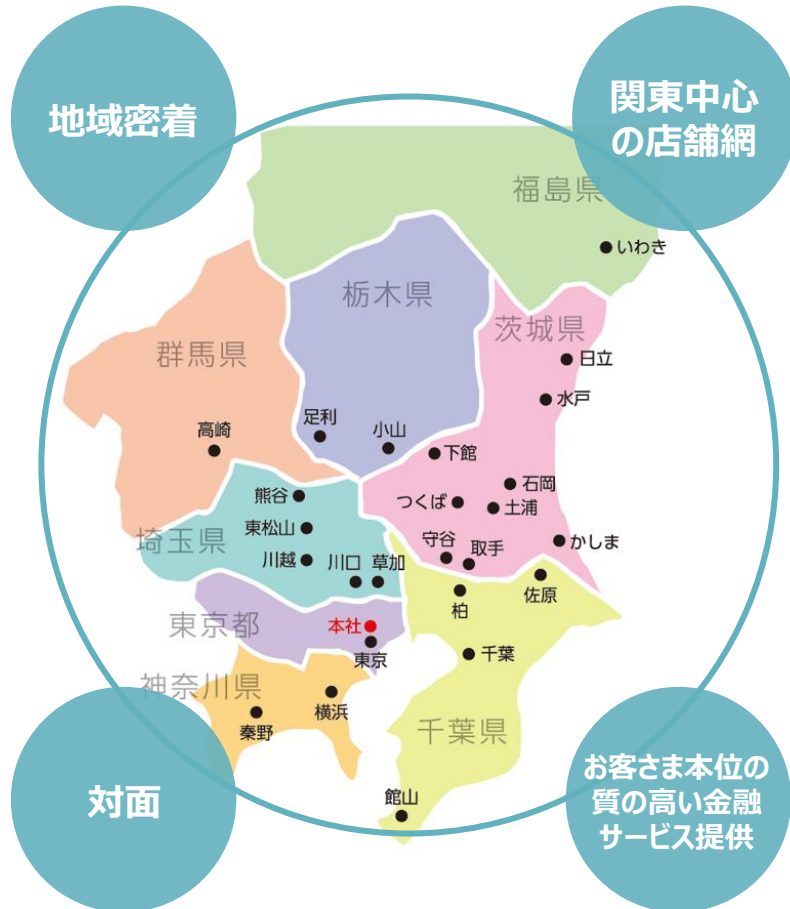 地域密着
関東中心
の店舗網
福島県
いわき
栃木県
茨城県
群馬県
日立
水戸
足利
高崎
小山
下館
石岡
熊谷
つくば
土浦
東松山
埼玉県
守谷
取手
かしま
川越
川口
草加
柏
佐原
東京都
本社
東京
千葉
神奈川県
横浜
秦野
千葉県
対面
館山
お客さま本位の
質の高い金融
サービス提供